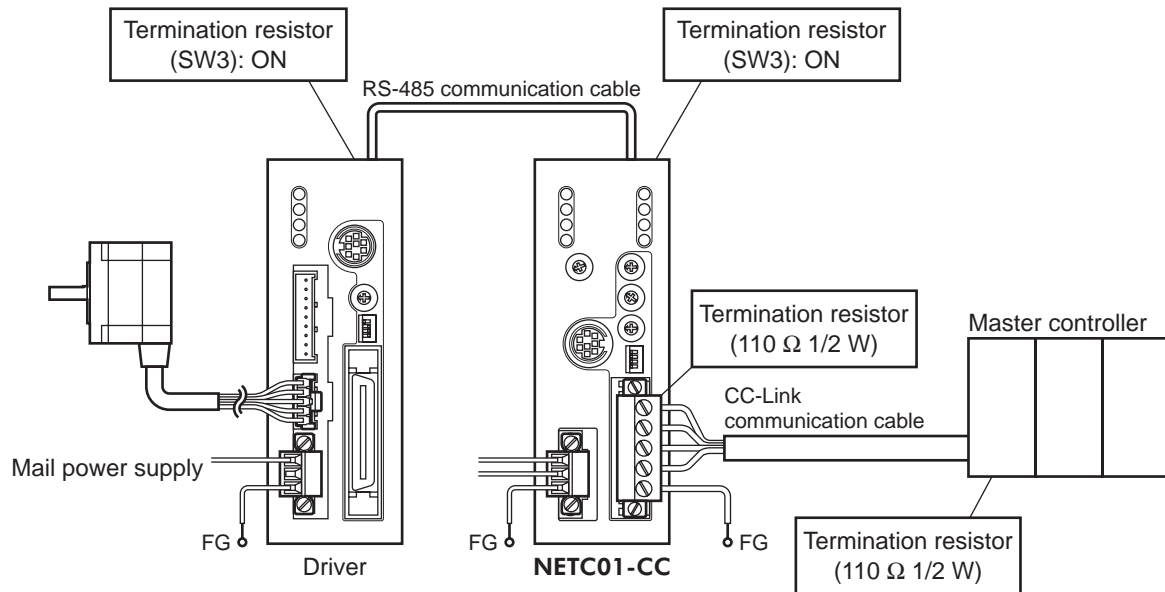 Termination resistor
(SW3): ON
Termination resistor
(SW3): ON
RS-485 communication cable
Termination resistor
(110 Ω 1/2 W)
Master controller
CC-Link
communication cable
Mail power supply
FG
Driver
FG
NETC01-CC
FG
Termination resistor
(110 Ω 1/2 W)